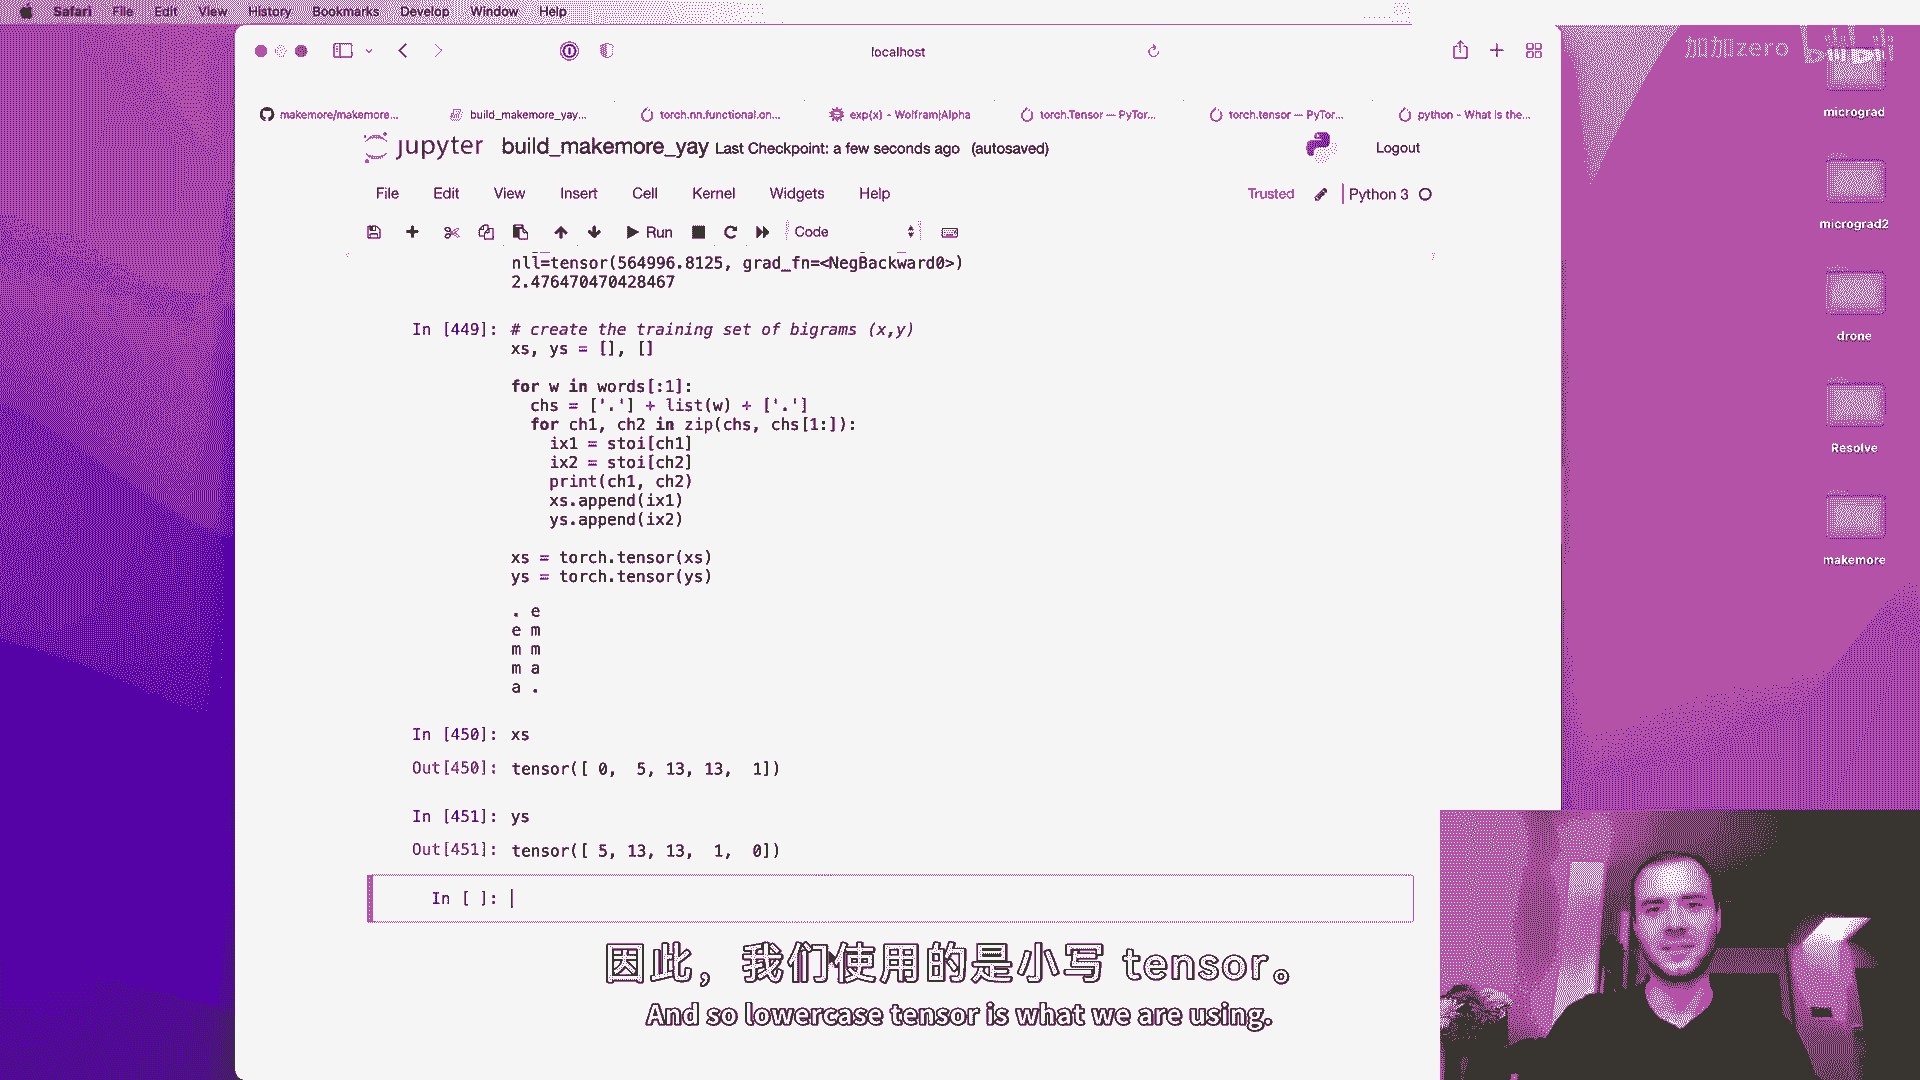 Safari File Edit View History Bookmarks Develop Window Help
localhost
加加zero bilibili
makemore/makemore... build_makemore_yay... torch.nn.functional.on... exp(x) - Wolfram|Alpha torch.Tensor — PyTor... torch.tensor — PyTor... python - What is the...
jupyter build_makemore_yay Last Checkpoint: a few seconds ago (autosaved)
Logout
File Edit View Insert Cell Kernel Widgets Help
Trusted Python 3
Run Code
nll=tensor(564996.8125, grad_fn=<NegBackward0>)
2.476470470428467
In [449]: # create the training set of bigrams (x,y)
xs, ys = [], []
for w in words[:1]:
chs = ['.'] + list(w) + ['.']
for ch1, ch2 in zip(chs, chs[1:]):
ix1 = stoi[ch1]
ix2 = stoi[ch2]
print(ch1, ch2)
xs.append(ix1)
ys.append(ix2)
xs = torch.tensor(xs)
ys = torch.tensor(ys)
. e
e m
m m
m a
a .
In [450]: xs
Out[450]: tensor([ 0, 5, 13, 13, 1])
In [451]: ys
Out[451]: tensor([ 5, 13, 13, 1, 0])
In [ ]:
micrograd
micrograd2
drone
Resolve
makemore
因此，我们使用的是小写 tensor。
And so lowercase tensor is what we are using.